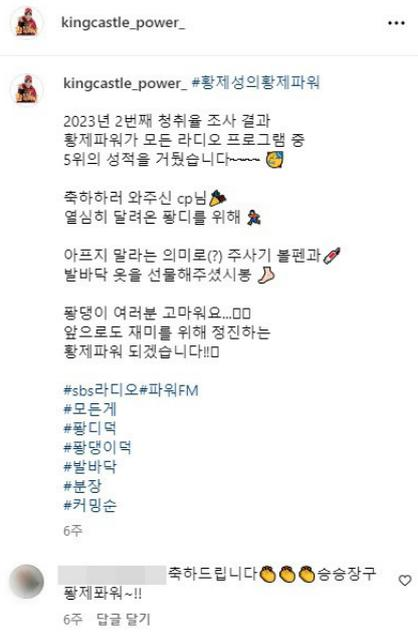 kingcastle_power_
kingcastle_power_ #황제성의황제파워
2023년 2번째 청취율 조사 결과
황제파워가 모든 라디오 프로그램 중
5위의 성적을 거뒀습니다~~~~
축하하러 와주신 cp님
열심히 달려온 황디를 위해
아프지 말라는 의미로(?) 주사기 볼펜과
발바닥 옷을 선물해주셨시봉
퐝댕이 여러분 고마워요...
앞으로도 재미를 위해 정진하는
황제파워 되겠습니다!!
#sbs라디오#파워FM
#모든게
#퐝디덕
#퐝댕이덕
#발바닥
#분장
#커밍순
6주
축하드립니다👏👏👏승승장구
황제퐈워~!!
6주 답글 달기